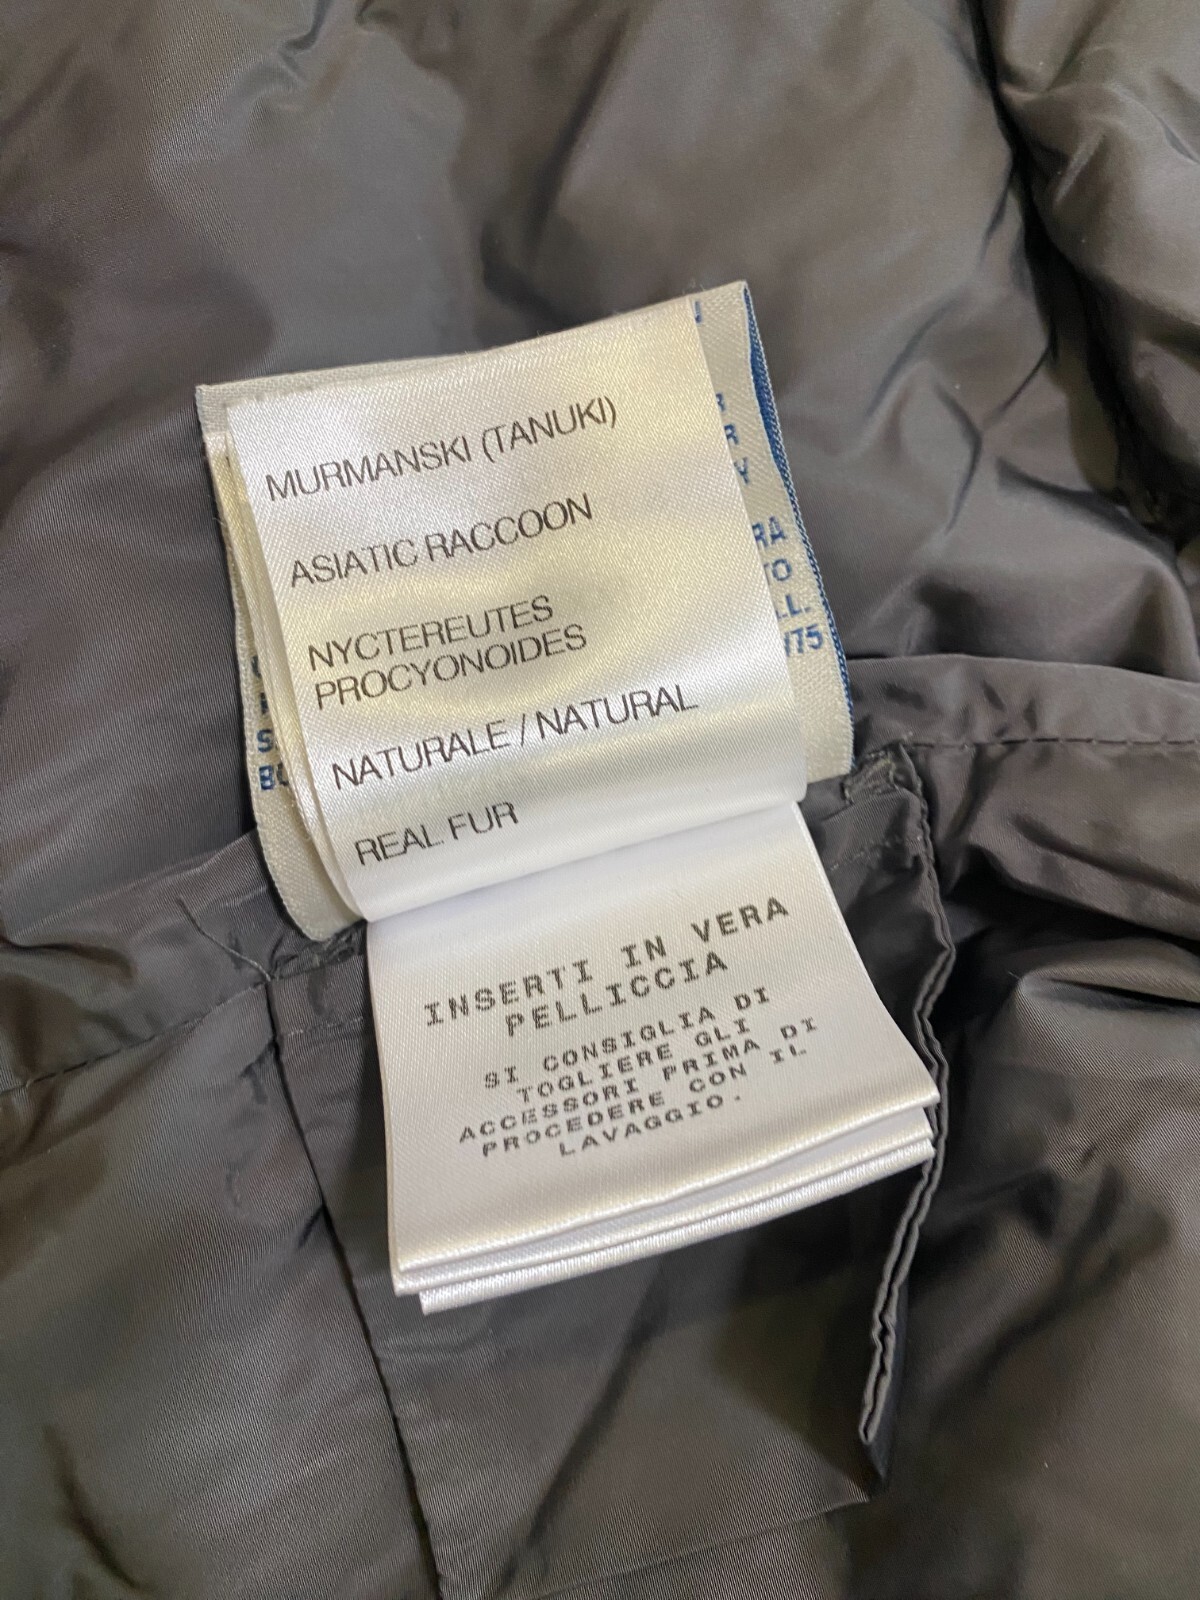 MURMANSKI (TANUKI)
ASIATIC RACCOON
NYCTEREUTES
PROCYONOIDES
NATURALE / NATURAL
REAL FUR
INSERTI IN VERA
PELLICCIA
SI CONSIGLIA DI
TOGLIERE GLI
ACCESSORI PRIMA DI
PROCEDERE CON IL
LAVAGGIO.